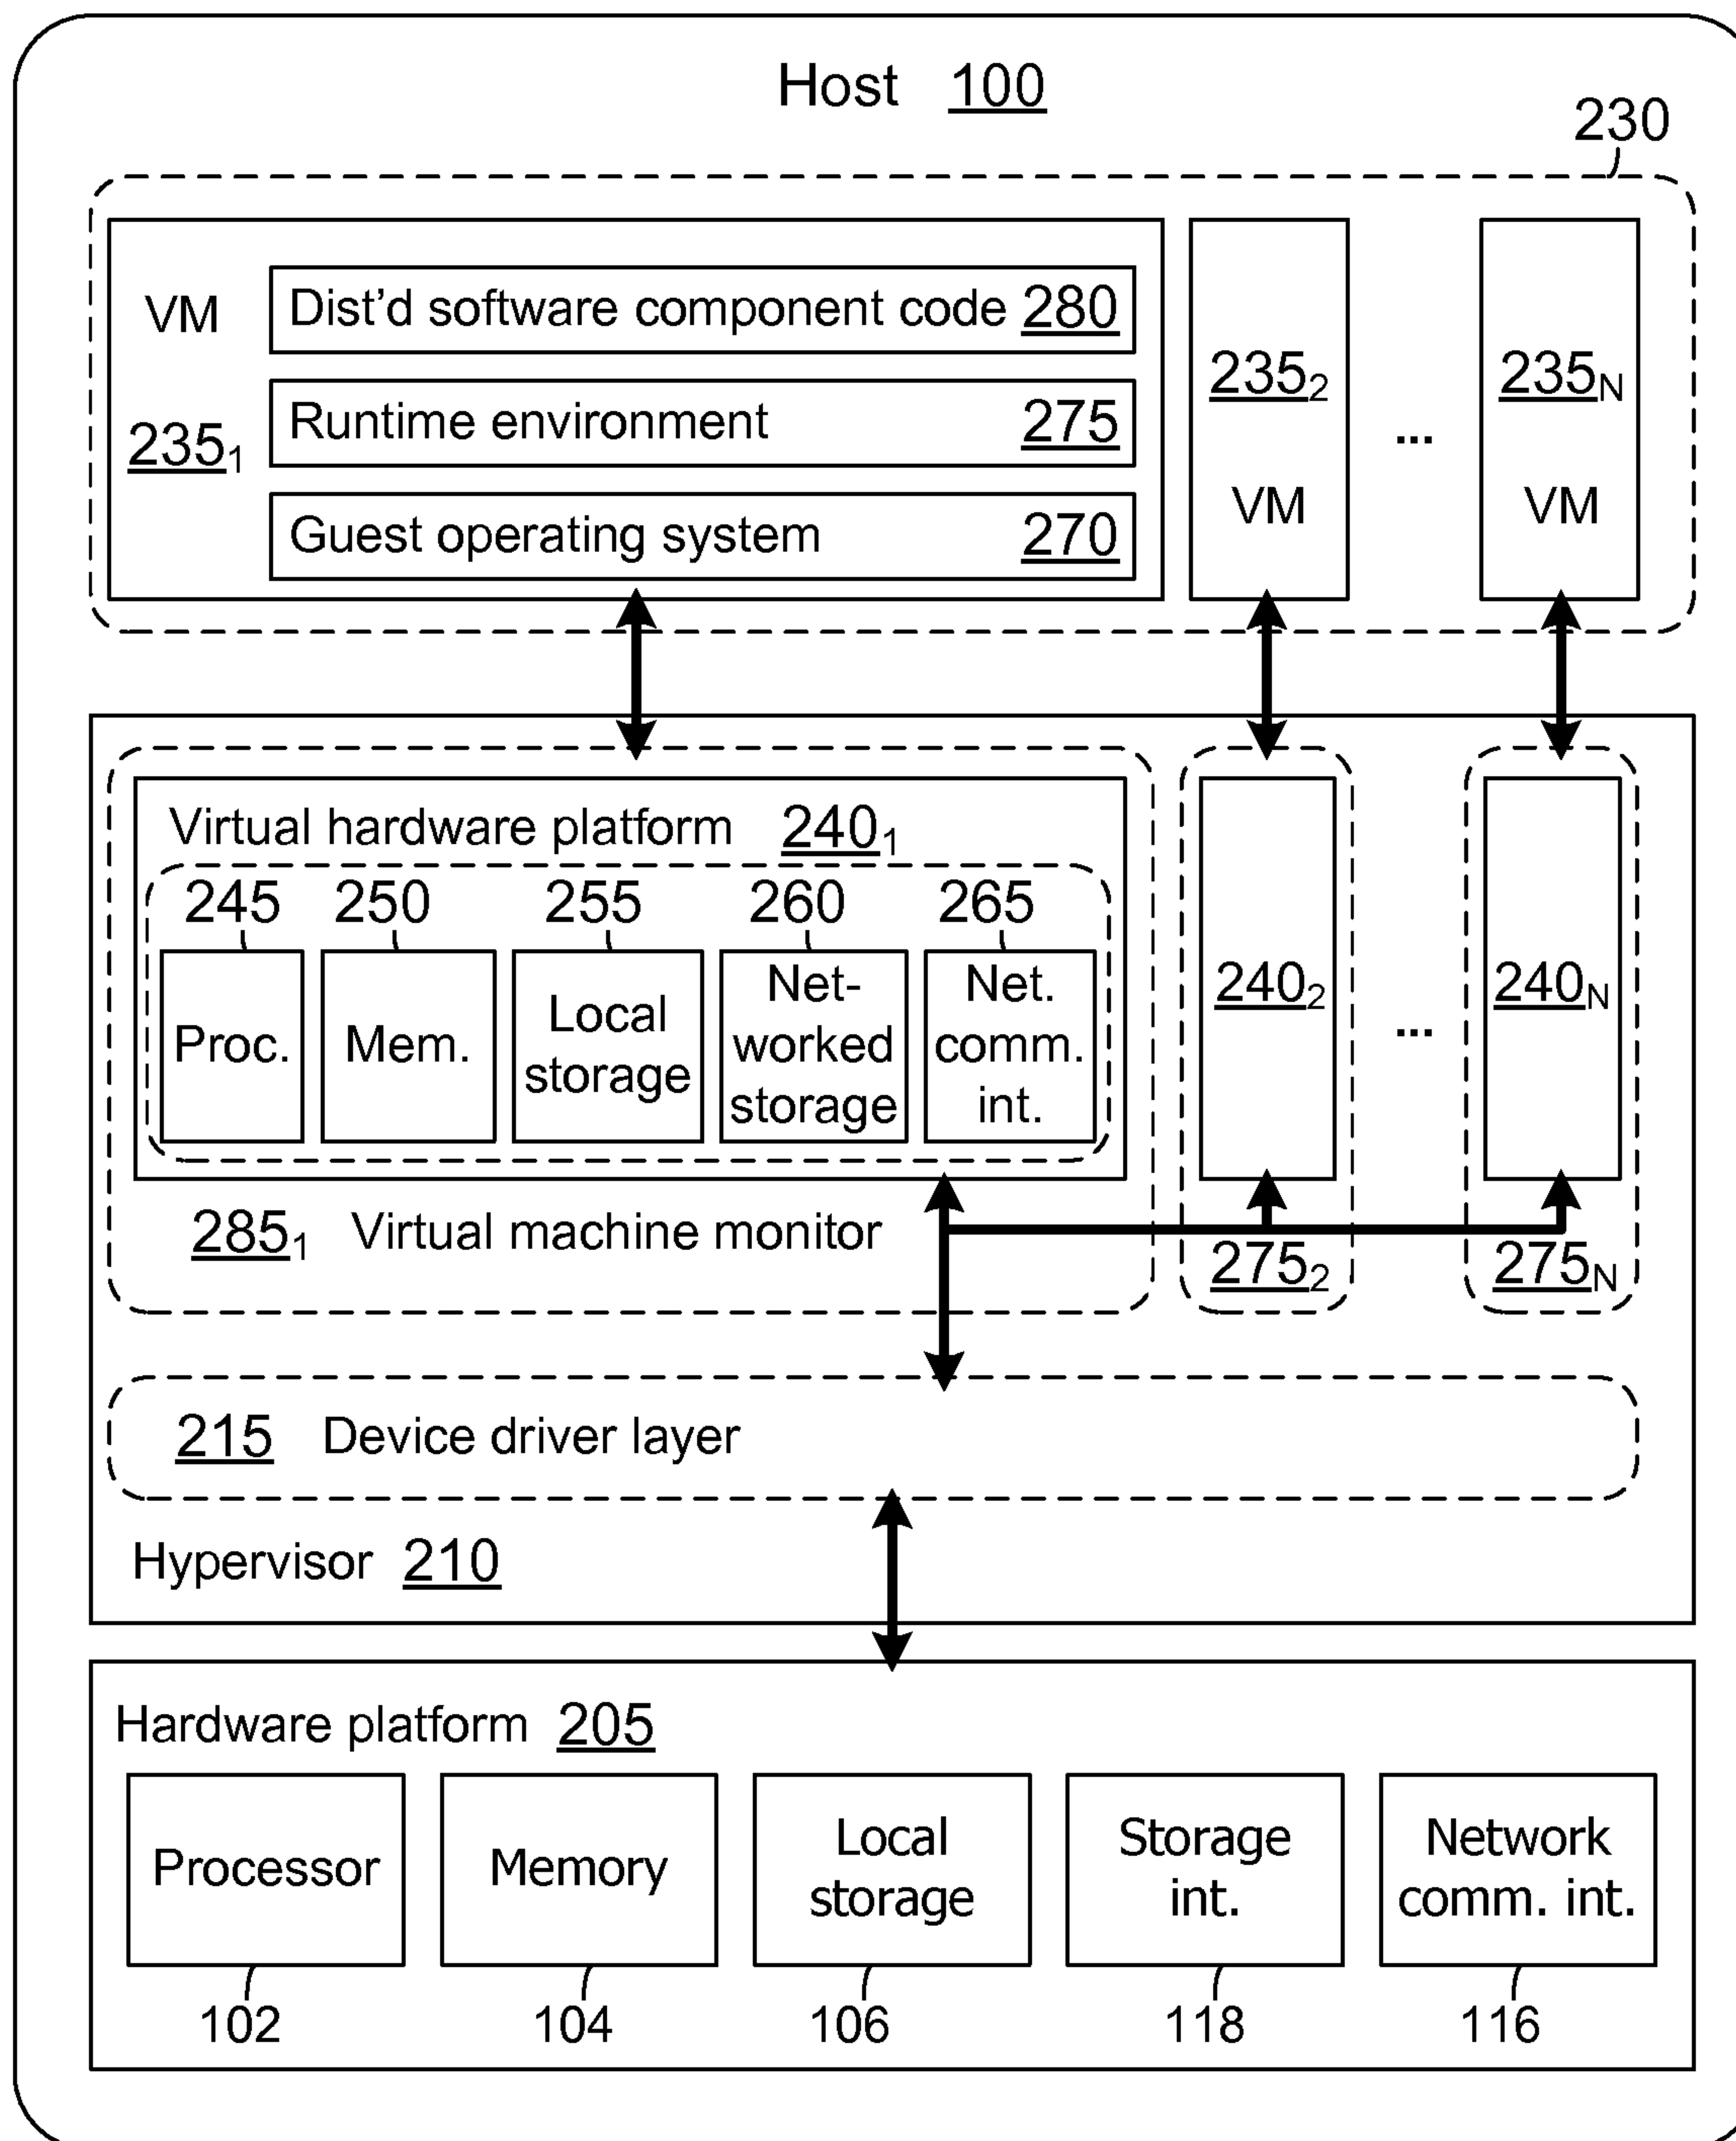 Host 100
230
VM
235₁
Dist’d software component code 280
Runtime environment 275
Guest operating system 270
235₂
VM
...
235N
VM
Virtual hardware platform 240₁
245 250 255 260 265
Proc.
Mem.
Local
storage
Net-
worked
storage
Net.
comm.
int.
240₂
...
240N
285₁ Virtual machine monitor
275₂
275N
215 Device driver layer
Hypervisor 210
Hardware platform 205
Processor
Memory
Local
storage
Storage
int.
Network
comm. int.
102 104 106 118 116